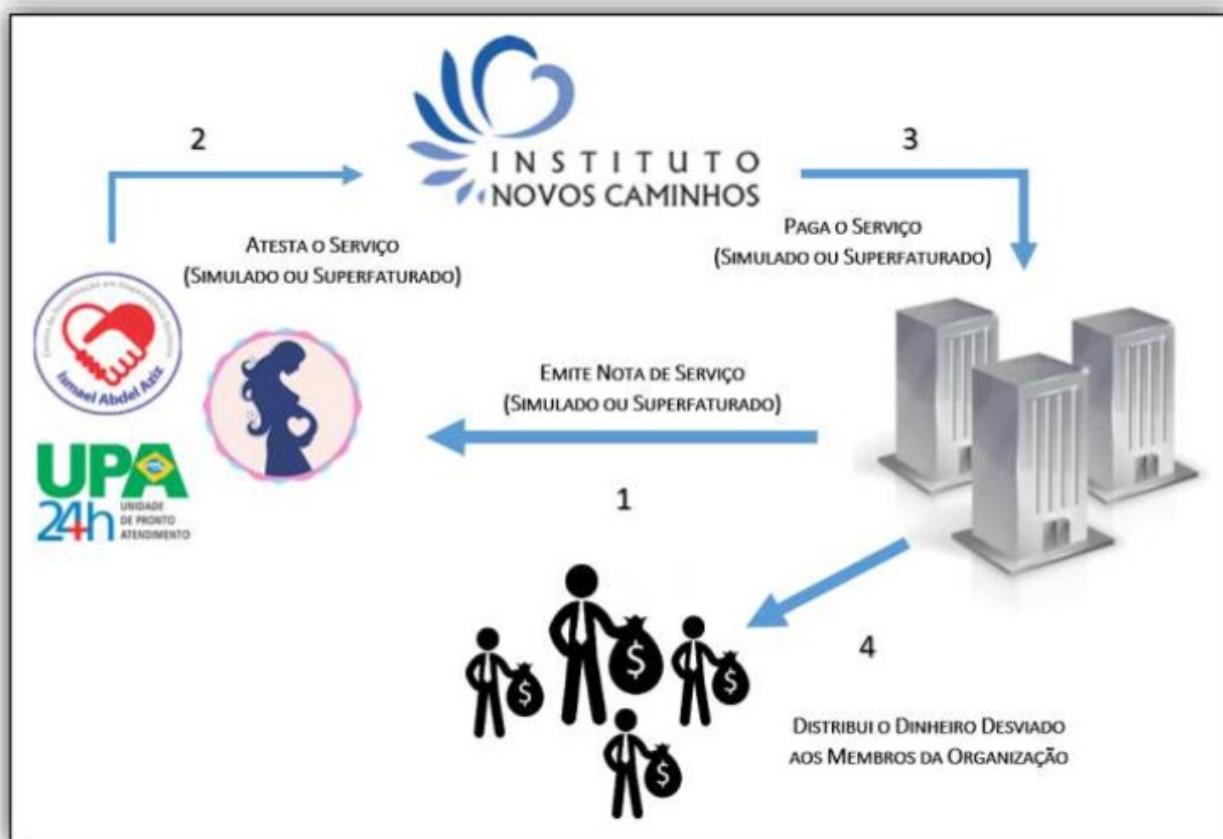 INSTITUTO
NOVOS CAMINHOS
2
3
ATESTA O SERVIÇO
(SIMULADO OU SUPERFATURADO)
PAGA O SERVIÇO
(SIMULADO OU SUPERFATURADO)
Ismael Abdel Aziz
EMITE NOTA DE SERVIÇO
(SIMULADO OU SUPERFATURADO)
1
UPA
24h
UNIDADE
DE PRONTO
ATENDIMENTO
$
$
$
$
4
DISTRIBUI O DINHEIRO DESVIADO
AOS MEMBROS DA ORGANIZAÇÃO